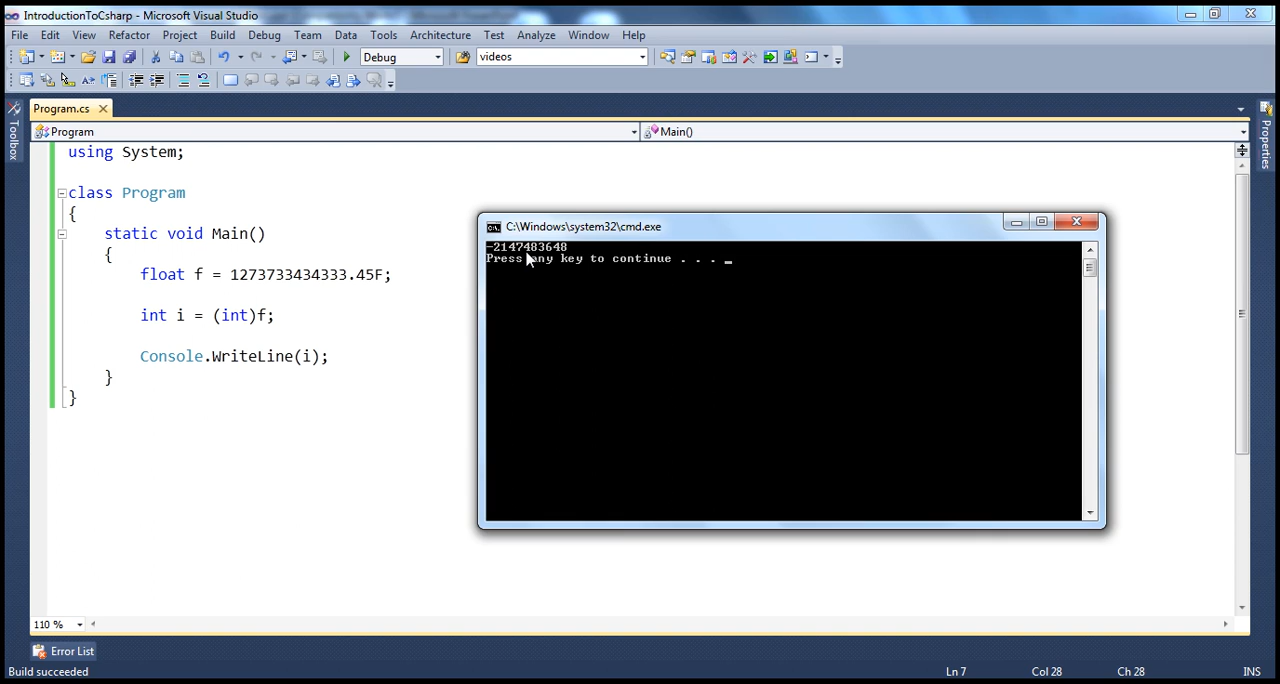 IntroductionToCsharp - Microsoft Visual Studio
File Edit View Refactor Project Build Debug Team Data Tools Architecture Test Analyze Window Help
Debug videos
Program.cs
Toolbox
Properties
Program Main()
using System;
class Program
{
static void Main()
{
float f = 1273733434333.45F;
int i = (int)f;
Console.WriteLine(i);
}
}
C:\Windows\system32\cmd.exe
-2147483648
Press any key to continue . . . _
110 %
Error List
Build succeeded Ln 7 Col 28 Ch 28 INS